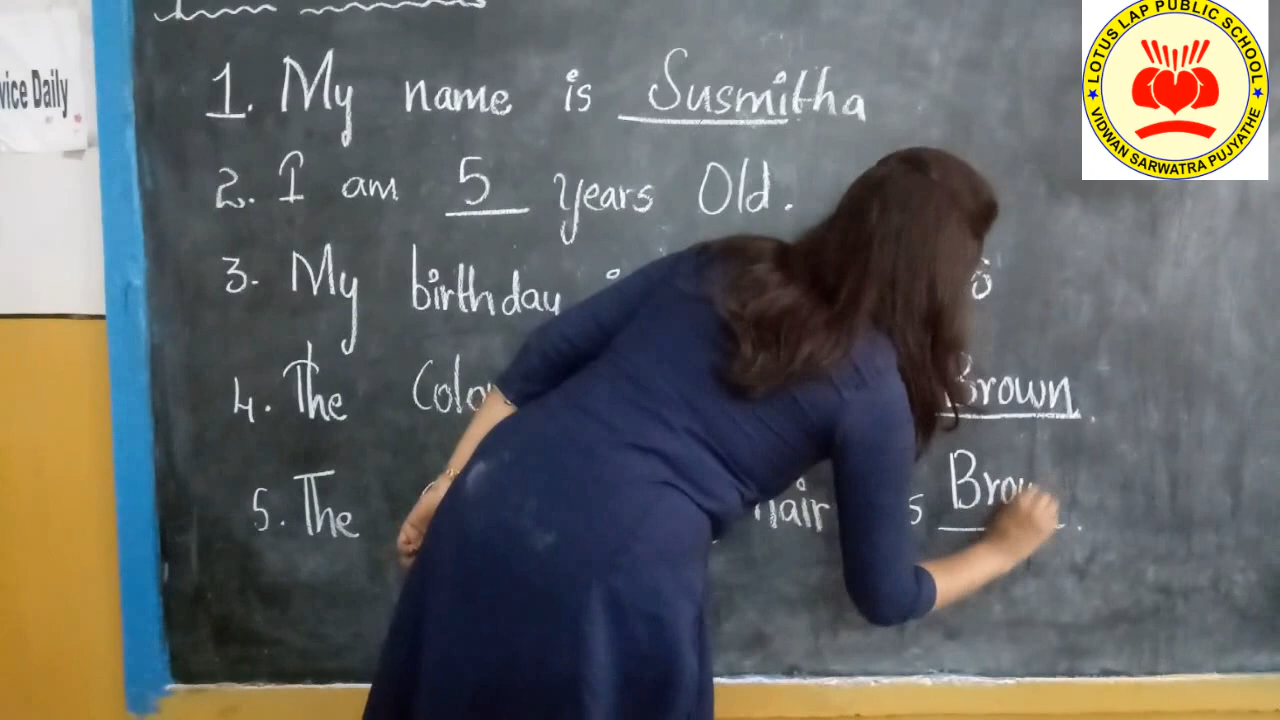 vice Daily
LOTUS LAP PUBLIC SCHOOL
VIDWAN SARWATRA PUJYATHE
1. My name is Susmitha
2. I am 5 years Old.
3. My birthday
4. The Brown.
5. The hair Brow